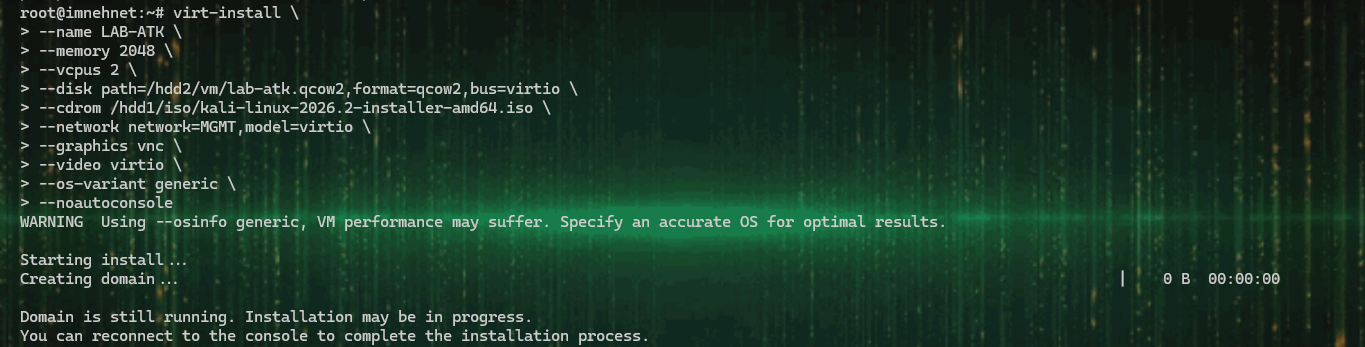 root@imnehnet:~# virt-install \
> --name LAB-ATK \
> --memory 2048 \
> --vcpus 2 \
> --disk path=/hdd2/vm/lab-atk.qcow2,format=qcow2,bus=virtio \
> --cdrom /hdd1/iso/kali-linux-2026.2-installer-amd64.iso \
> --network network=MGMT,model=virtio \
> --graphics vnc \
> --video virtio \
> --os-variant generic \
> --noautoconsole
WARNING  Using --osinfo generic, VM performance may suffer. Specify an accurate OS for optimal results.
Starting install...
Creating domain... | 0 B 00:00:00
Domain is still running. Installation may be in progress.
You can reconnect to the console to complete the installation process.